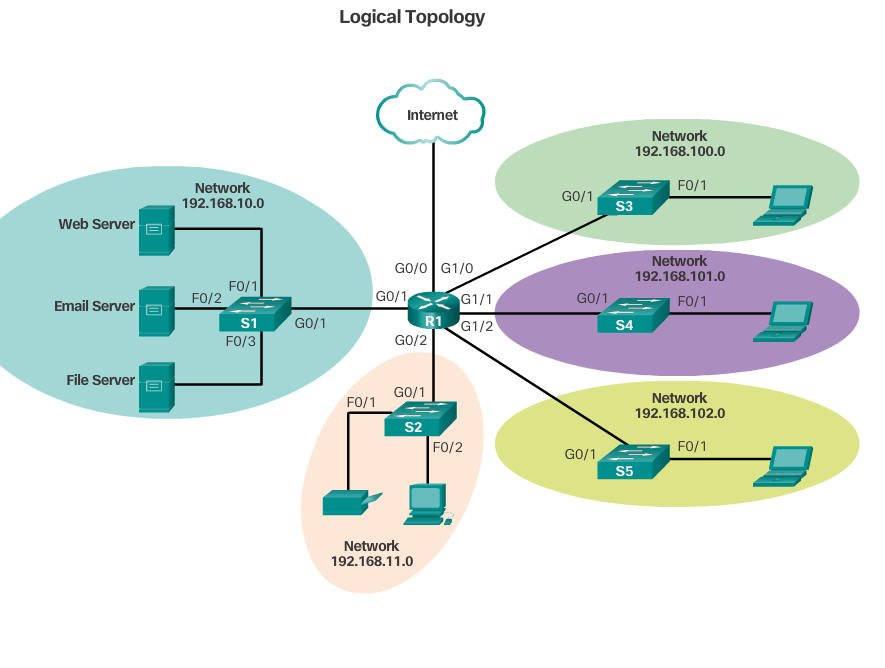 Logical Topology
Internet
Network
192.168.10.0
Web Server
Email Server
File Server
F0/1
F0/2
S1
G0/1
F0/3
G0/0
G1/0
G0/1
R1
G1/1
G1/2
G0/2
Network
192.168.100.0
G0/1
S3
F0/1
Network
192.168.101.0
G0/1
S4
F0/1
Network
192.168.102.0
G0/1
S5
F0/1
F0/1
G0/1
S2
F0/2
Network
192.168.11.0